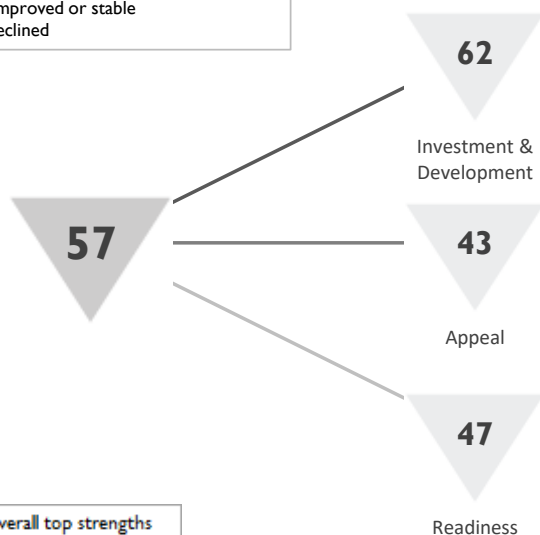 mproved or stable
eclined
62
Investment &
Development
57
43
Appeal
47
Readiness
verall top strengths